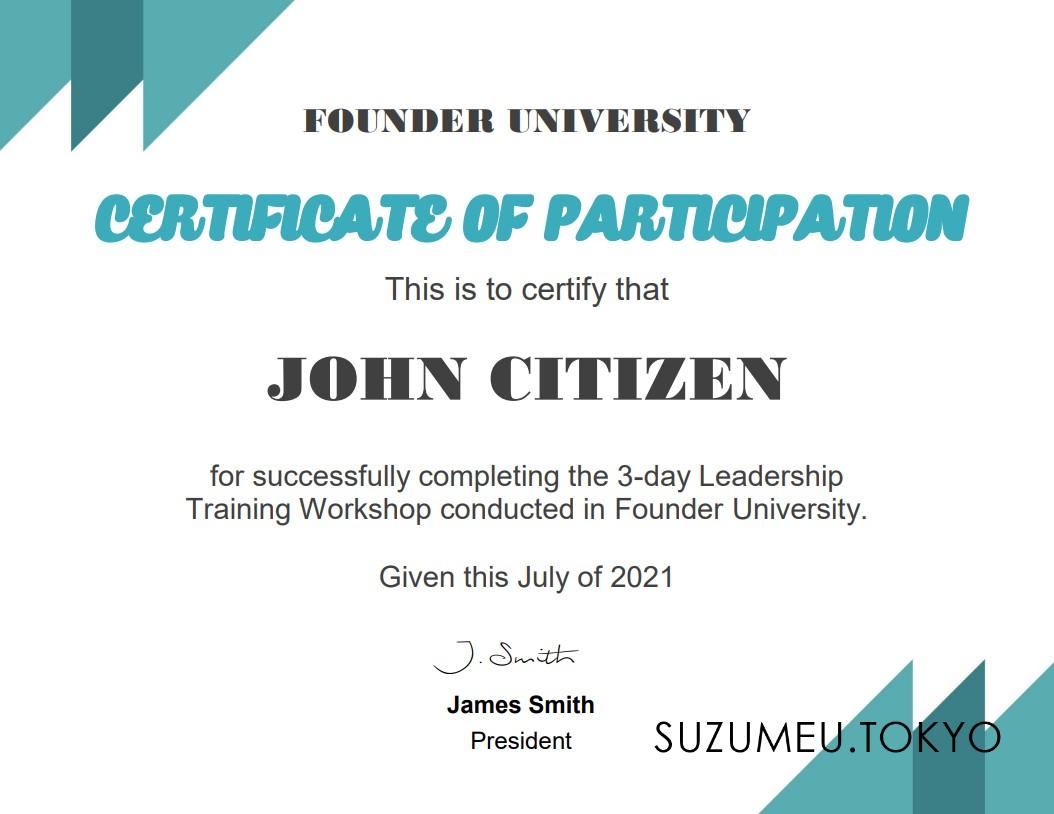 FOUNDER UNIVERSITY
CERTIFICATE OF PARTICIPATION
This is to certify that
JOHN CITIZEN
for successfully completing the 3-day Leadership
Training Workshop conducted in Founder University.
Given this July of 2021
J. Smith
James Smith
President
SUZUMEU.TOKYO